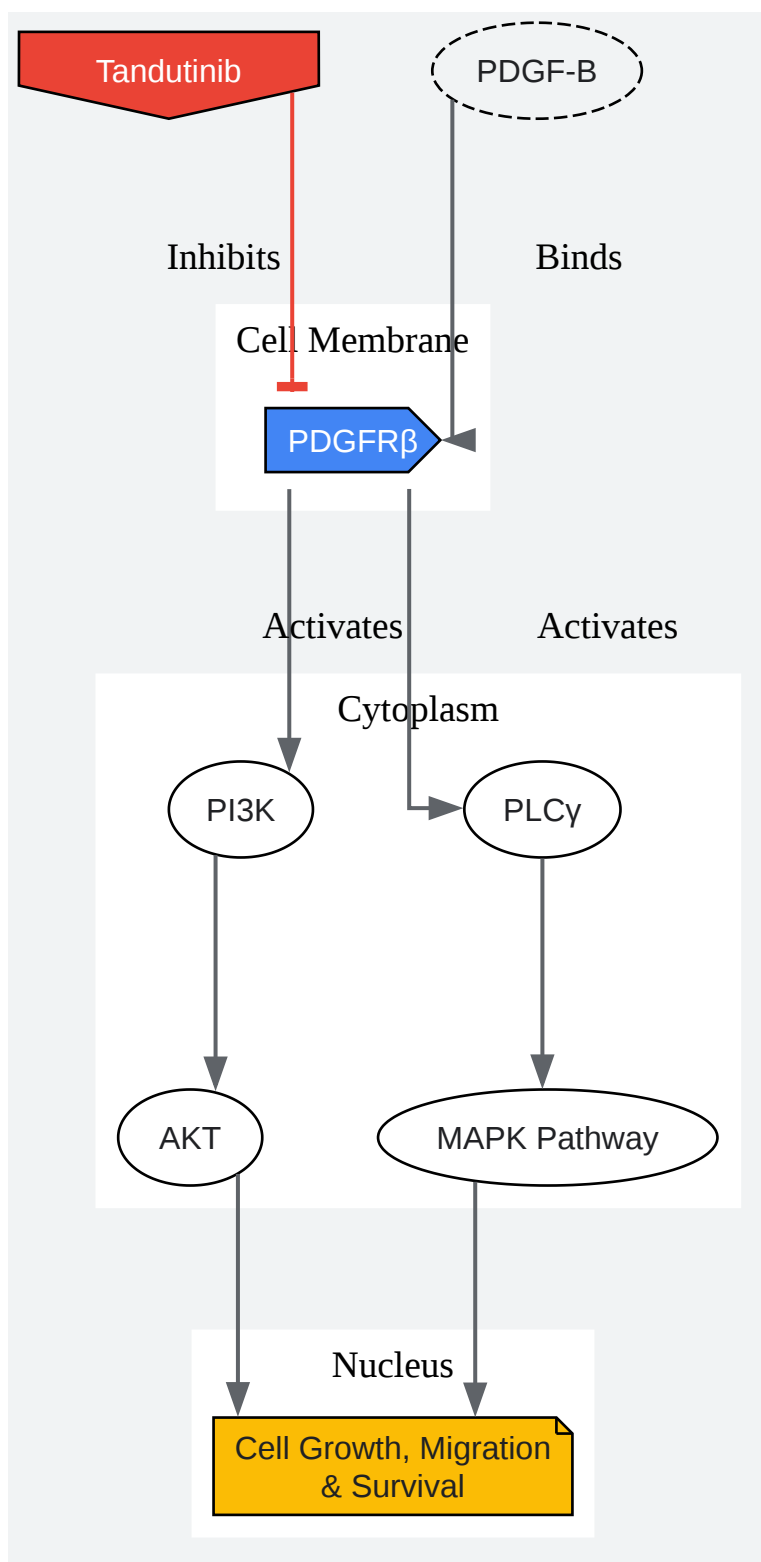 Tandutinib
PDGF-B
Inhibits
Binds
Cell Membrane
PDGFRβ
Activates
Activates
Cytoplasm
PI3K
PLCγ
AKT
MAPK Pathway
Nucleus
Cell Growth, Migration
& Survival